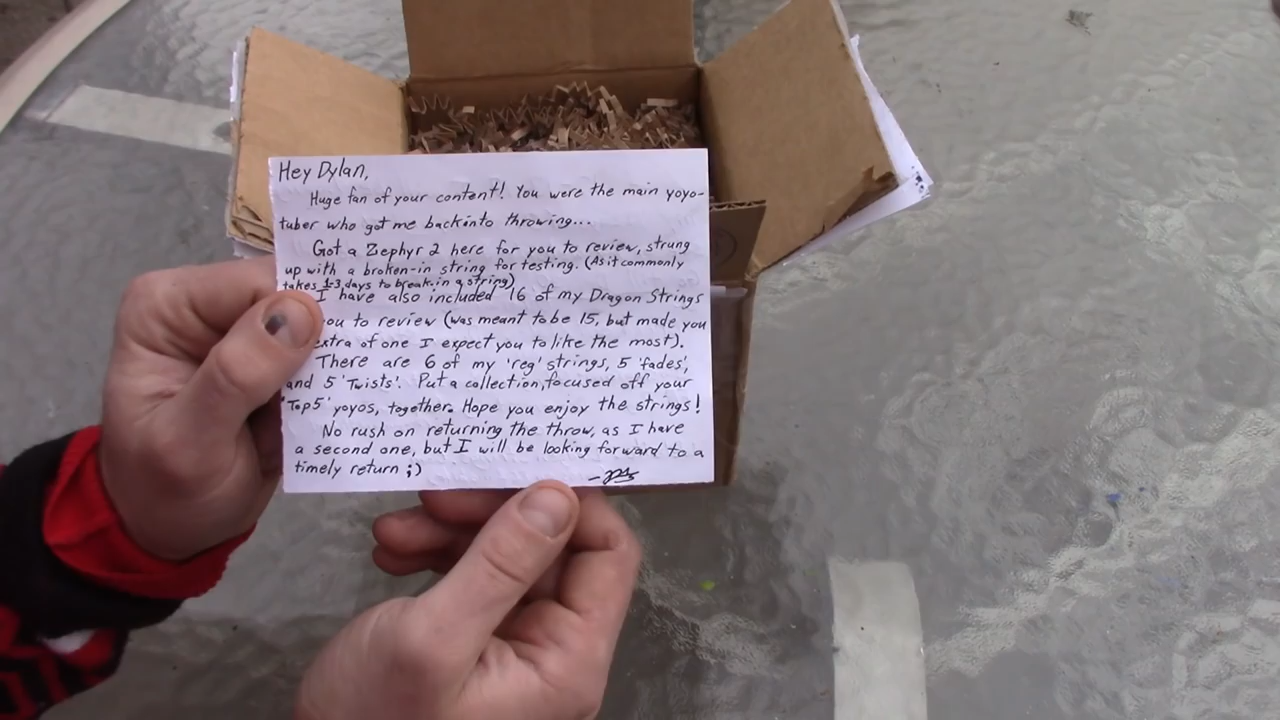 Hey Dylan,
Huge fan of your content! You were the main yoyo-
tuber who got me back into throwing...
Got a Zephyr 2 here for you to review, strung
up with a broken-in string for testing. (As it commonly
takes 1-3 days to break-in a string)
I have also included 16 of my Dragon Strings
you to review (was meant to be 15, but made you
extra of one I expect you to like the most).
There are 6 of my 'reg' strings, 5 'fades',
and 5 'Twists'. Put a collection, focused off your
'Top5' yoyos, together. Hope you enjoy the strings!
No rush on returning the throw, as I have
a second one, but I will be looking forward to a
timely return ;)